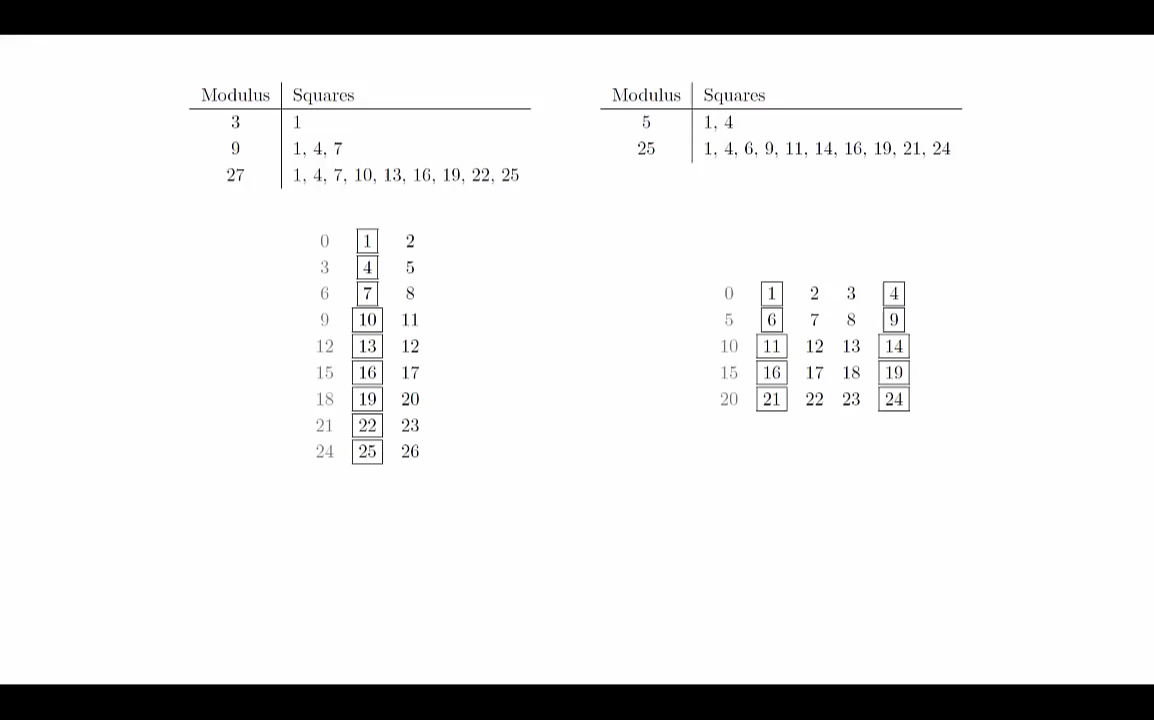 Modulus Squares
3 1
9 1, 4, 7
27 1, 4, 7, 10, 13, 16, 19, 22, 25
0 1 2
3 4 5
6 7 8
9 10 11
12 13 12
15 16 17
18 19 20
21 22 23
24 25 26
Modulus Squares
5 1, 4
25 1, 4, 6, 9, 11, 14, 16, 19, 21, 24
0 1 2 3 4
5 6 7 8 9
10 11 12 13 14
15 16 17 18 19
20 21 22 23 24